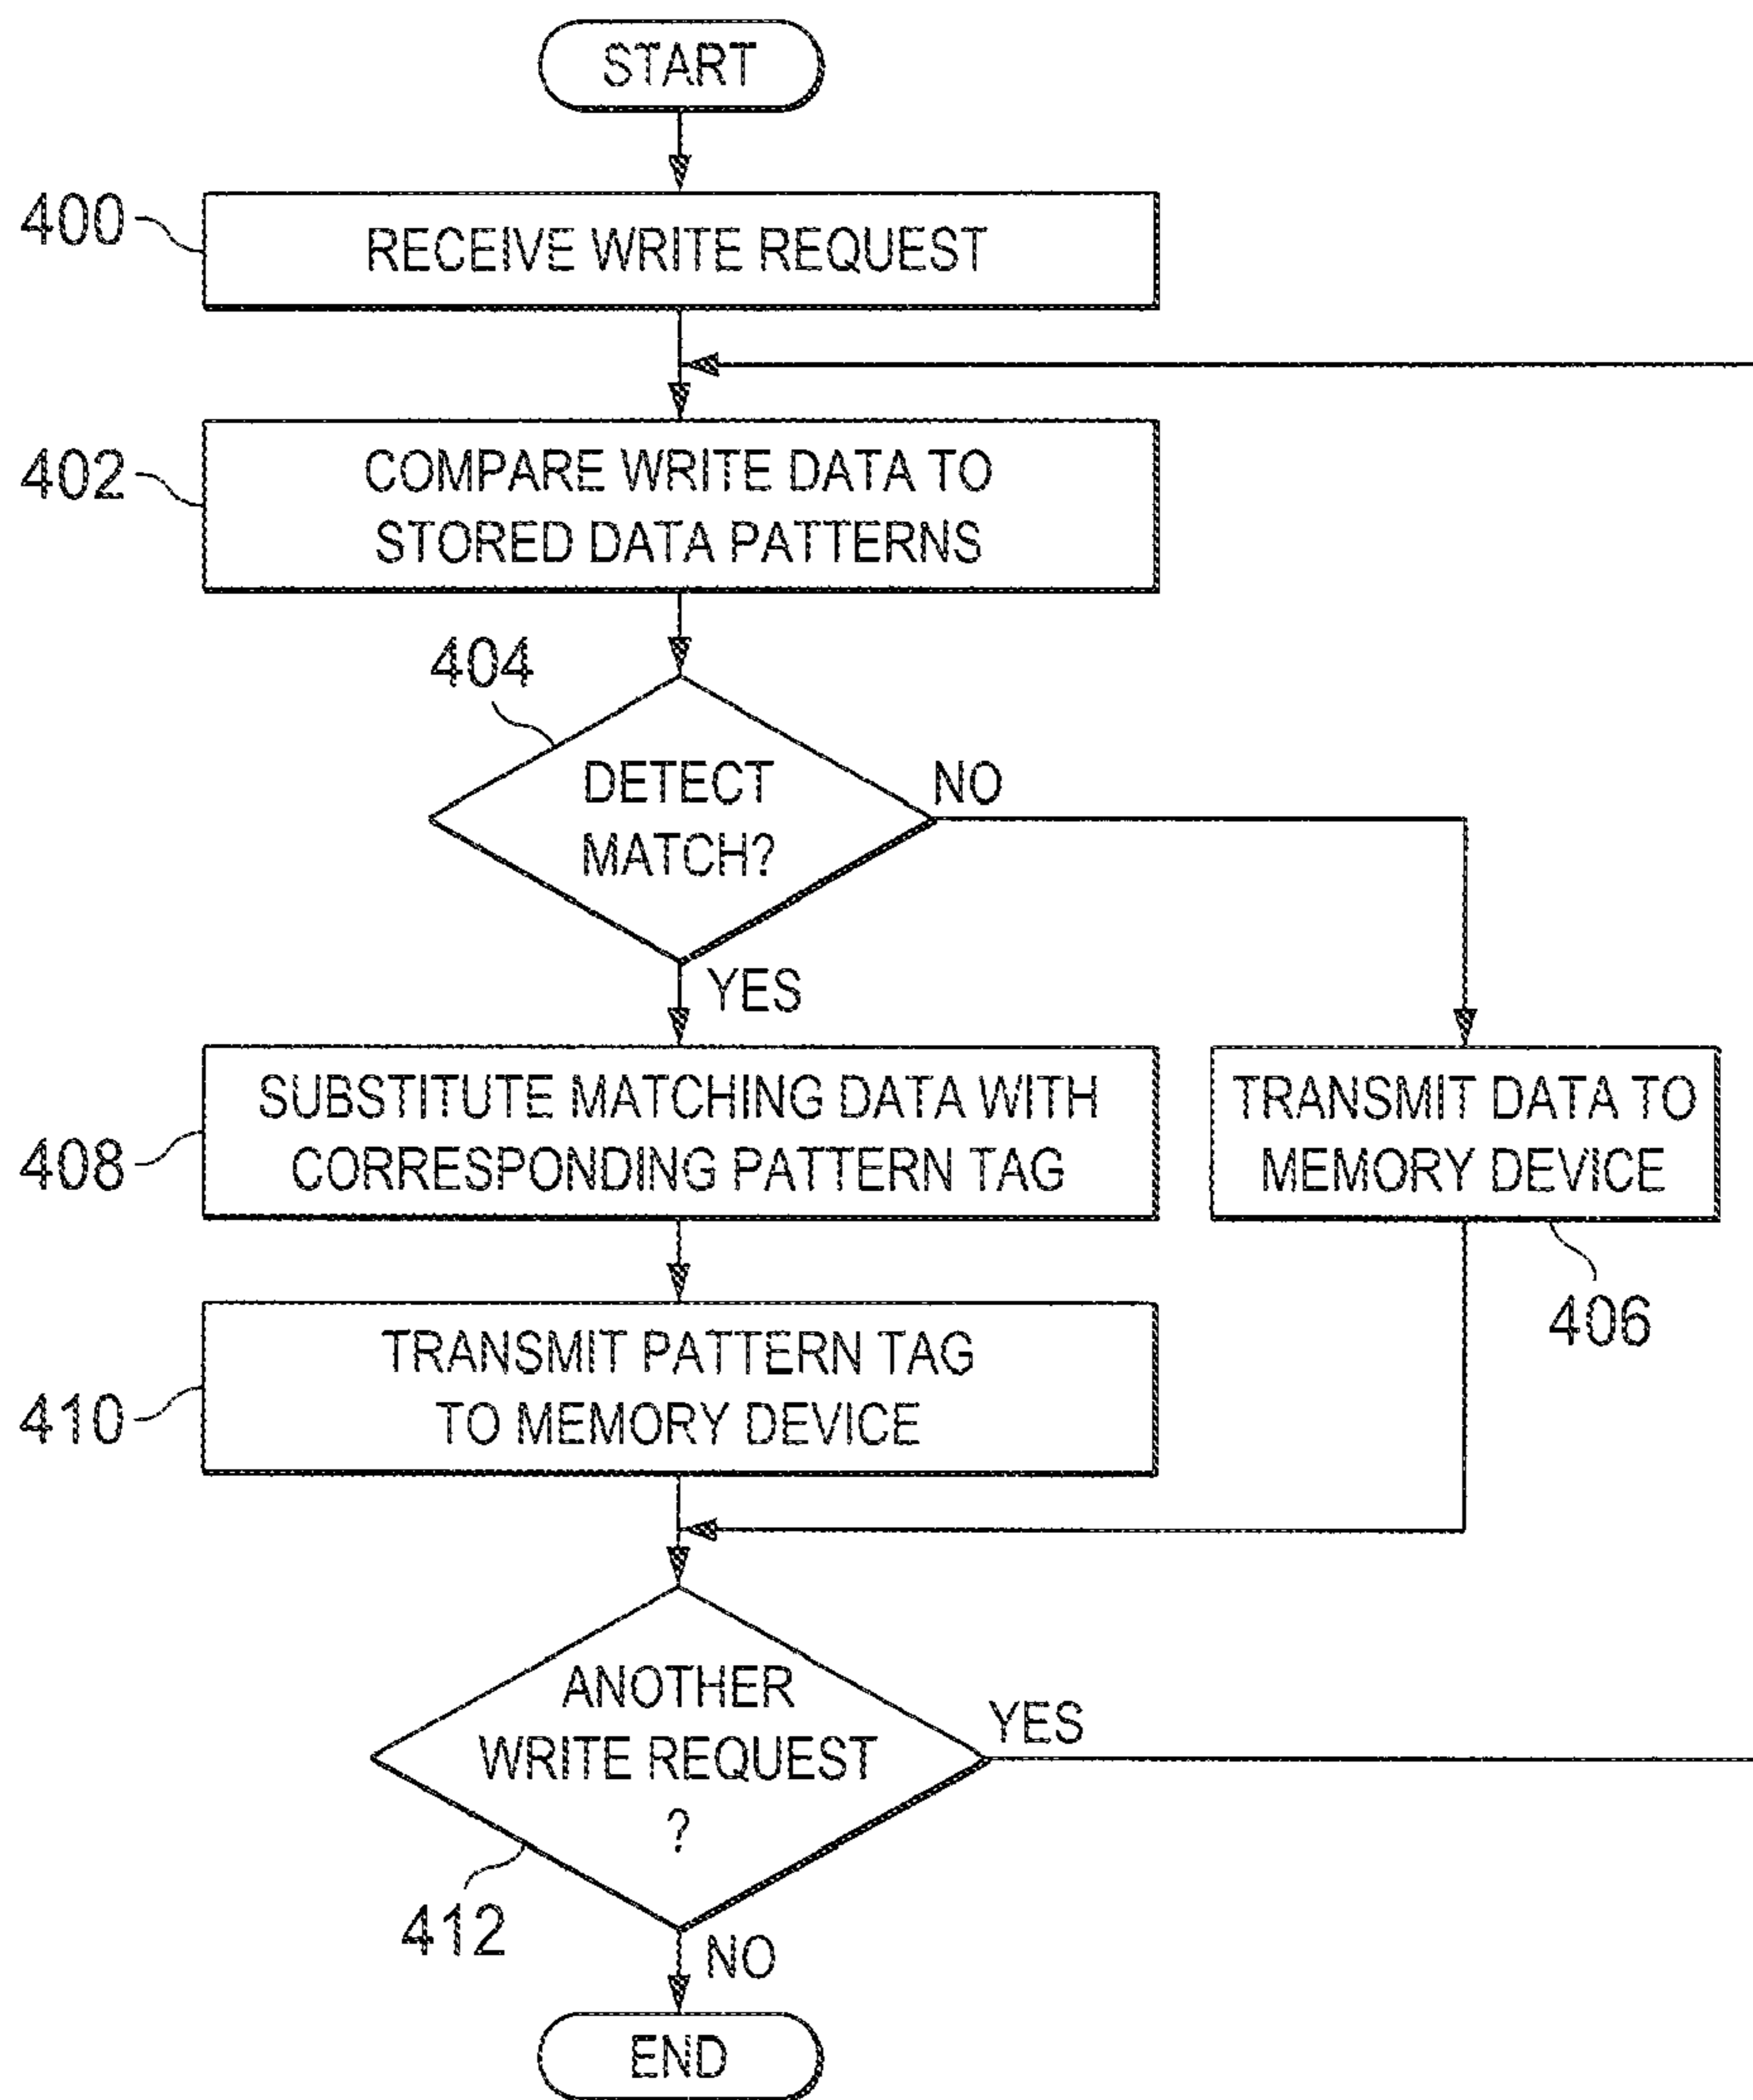 START
400
RECEIVE WRITE REQUEST
402
COMPARE WRITE DATA TO
STORED DATA PATTERNS
404
DETECT
MATCH?
NO
YES
408
SUBSTITUTE MATCHING DATA WITH
CORRESPONDING PATTERN TAG
TRANSMIT DATA TO
MEMORY DEVICE
406
410
TRANSMIT PATTERN TAG
TO MEMORY DEVICE
ANOTHER
WRITE REQUEST
?
YES
412
NO
END